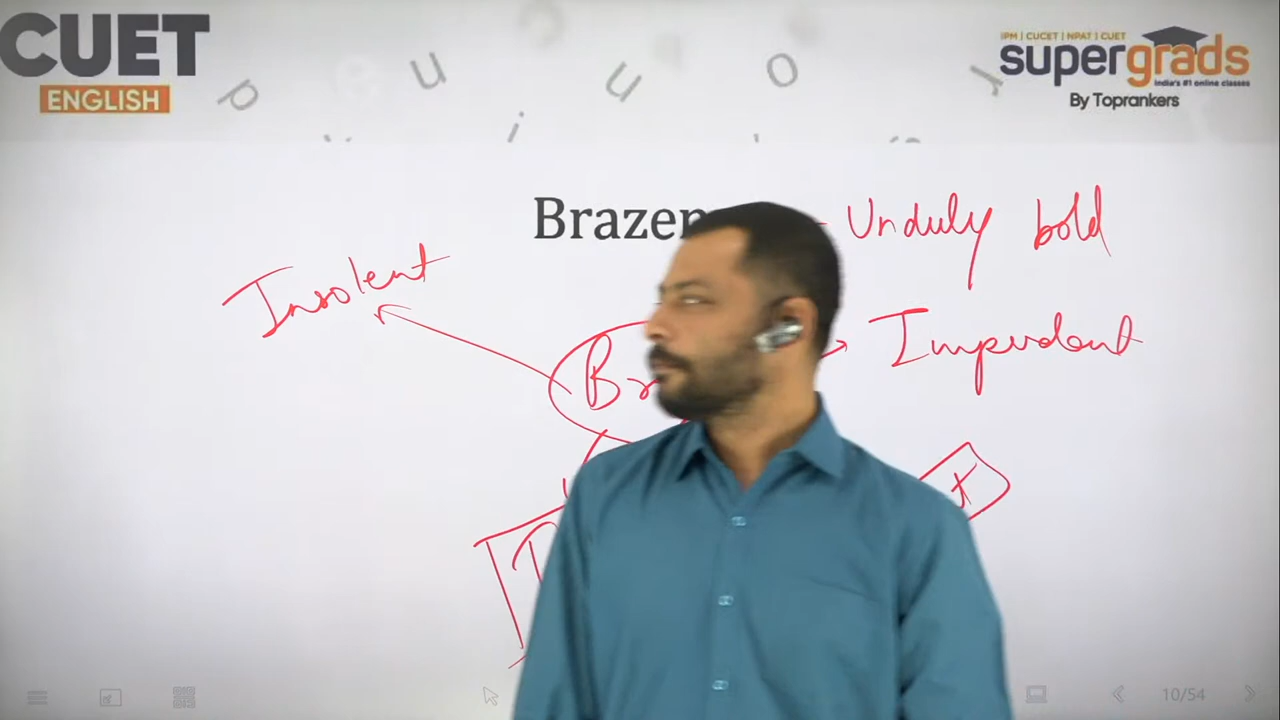 CUET
ENGLISH
IPM | CUCET | NPAT | CUET
supergrads
India's #1 online classes
By Toprankers
Brazen
Unduly bold
Insolent
Impudent
10/54